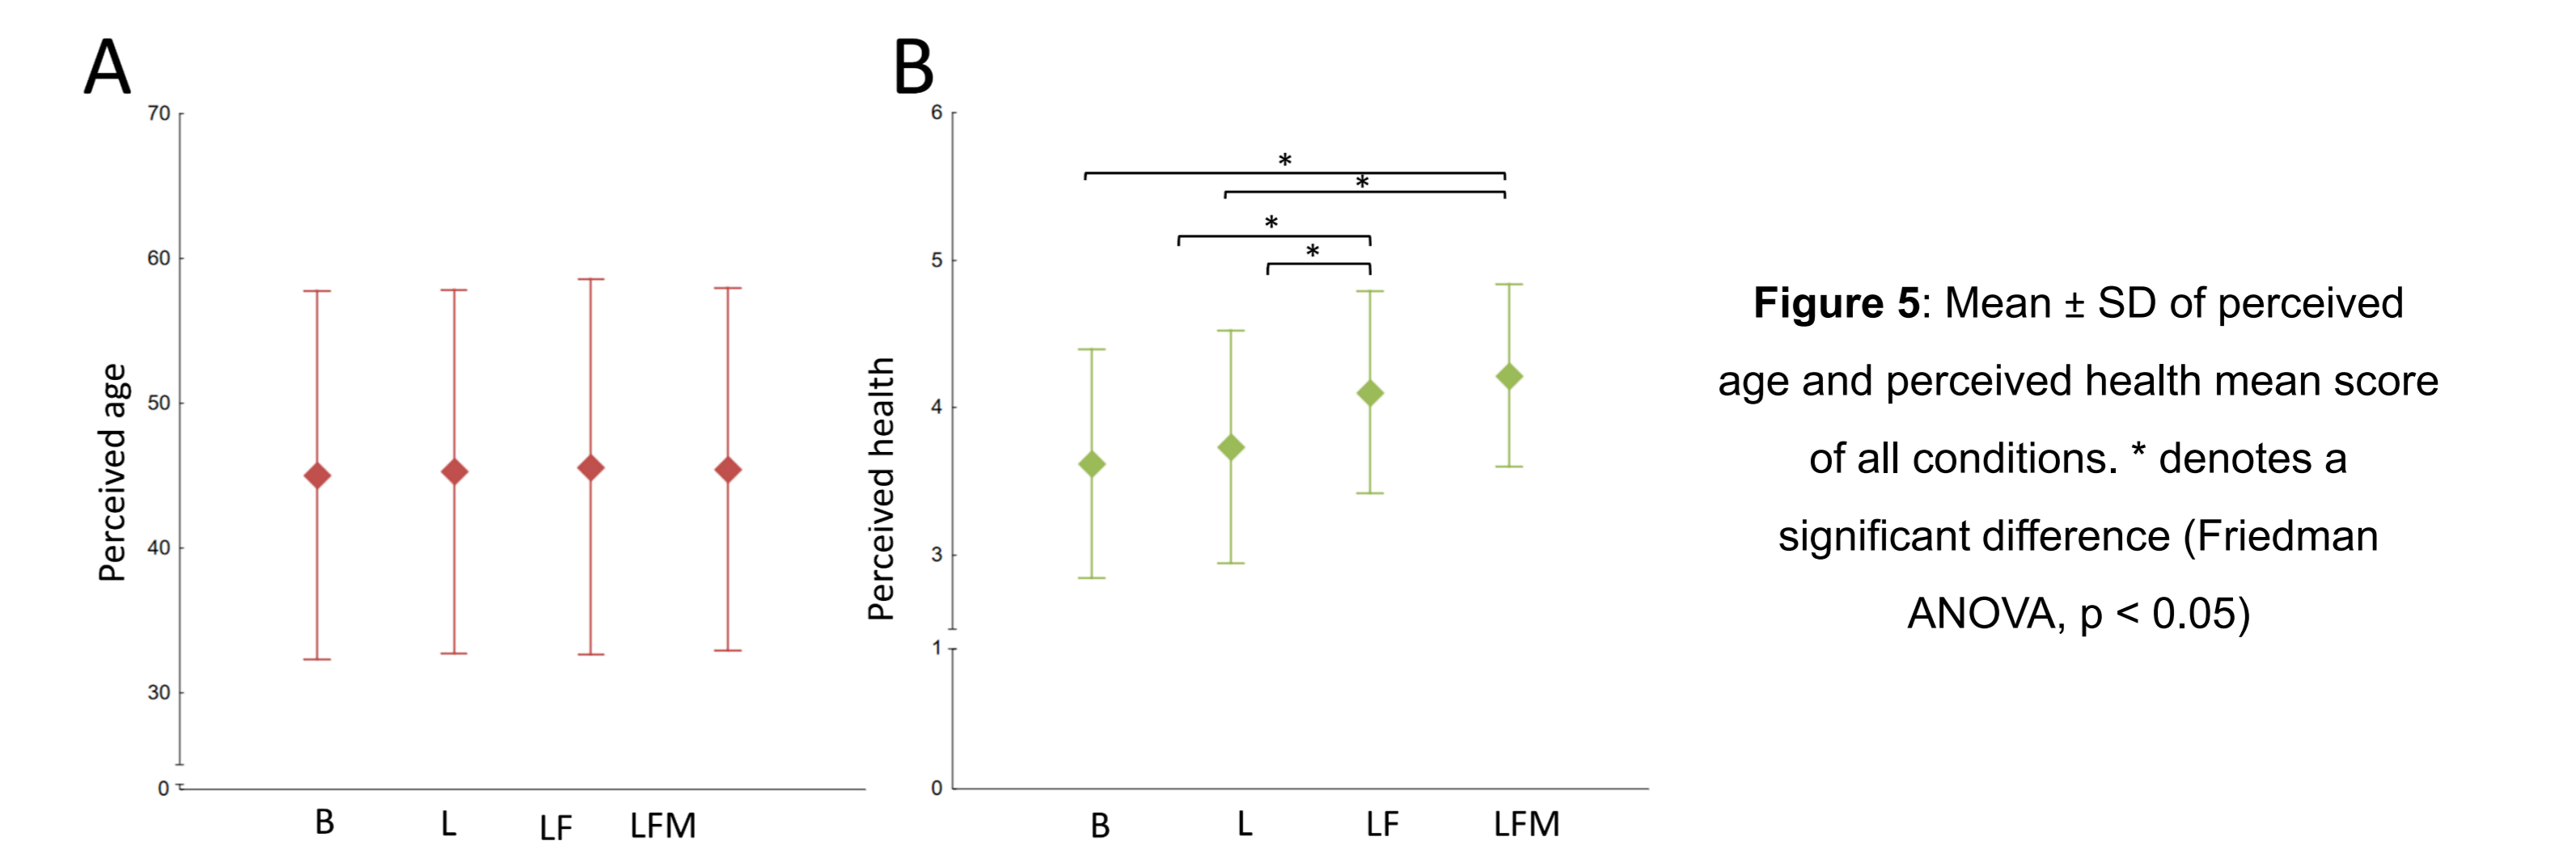 A
70
60
50
40
30
0
Perceived age
B
L
LF
LFM
B
6
5
4
3
1
0
Perceived health
*
*
*
*
B
L
LF
LFM
Figure 5: Mean ± SD of perceived
age and perceived health mean score
of all conditions. * denotes a
significant difference (Friedman
ANOVA, p < 0.05)